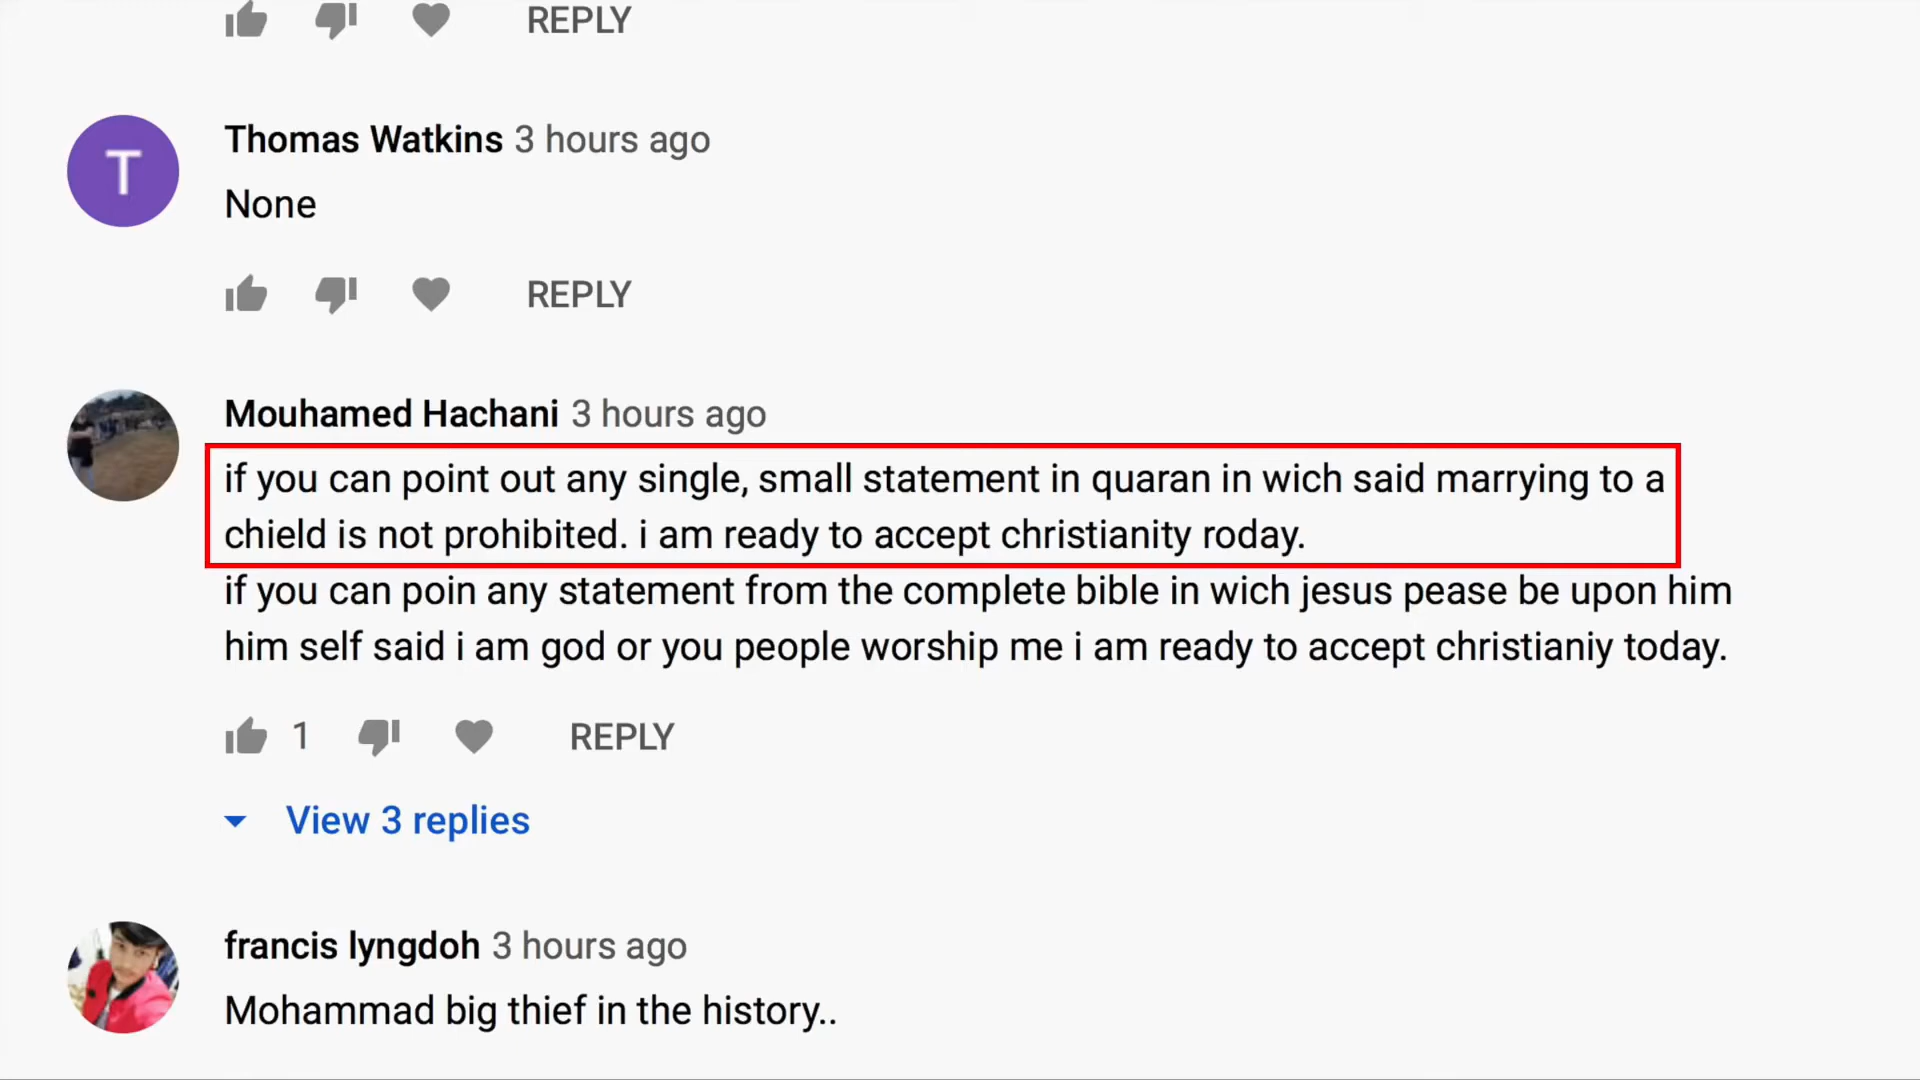 REPLY
Thomas Watkins 3 hours ago
T
None
REPLY
Mouhamed Hachani 3 hours ago
if you can point out any single, small statement in quaran in wich said marrying to a
chield is not prohibited. i am ready to accept christianity roday.
if you can poin any statement from the complete bible in wich jesus pease be upon him
him self said i am god or you people worship me i am ready to accept christianiy today.
1 REPLY
View 3 replies
francis lyngdoh 3 hours ago
Mohammad big thief in the history..